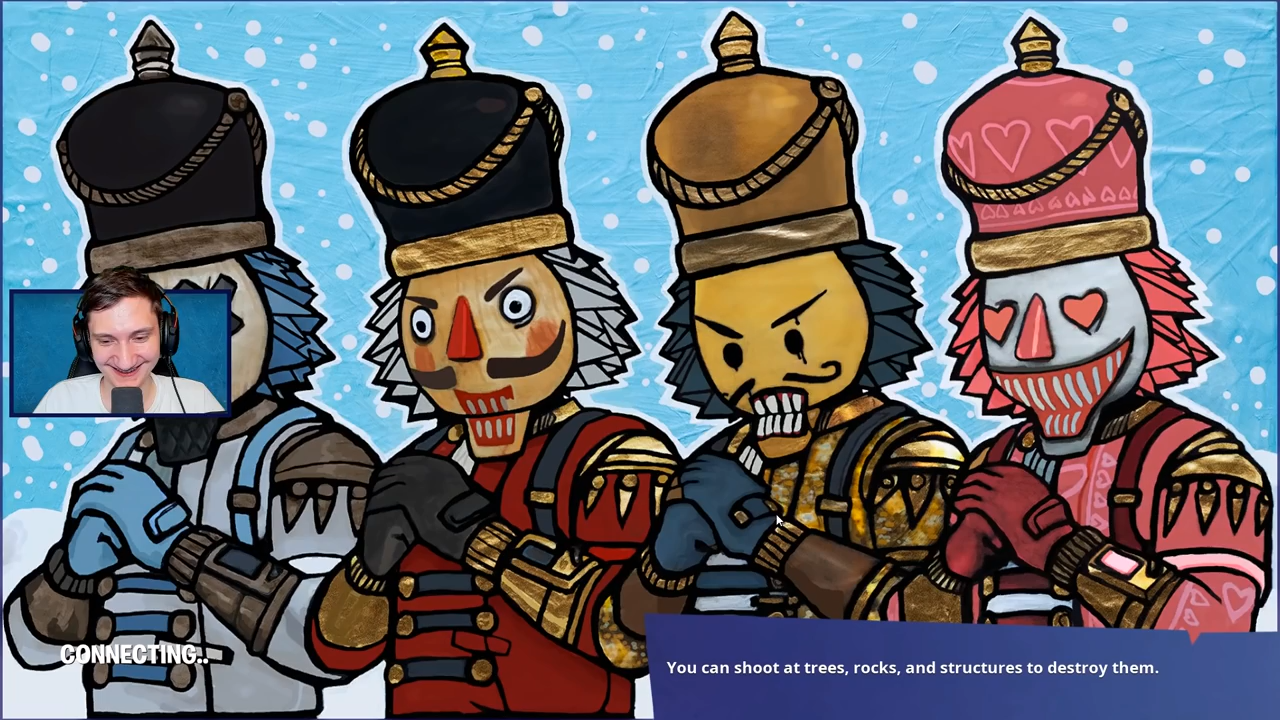 CONNECTING..
You can shoot at trees, rocks, and structures to destroy them.